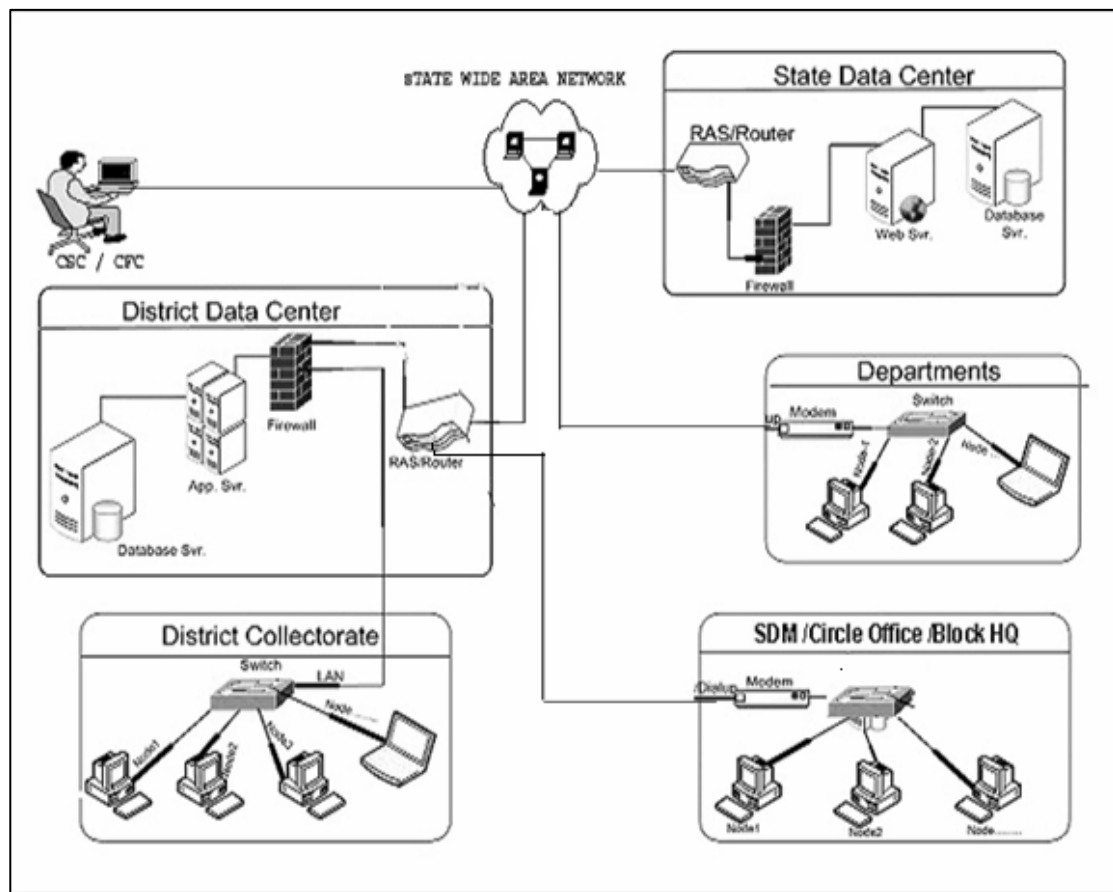 sTATE WIDE AREA NETWORK
State Data Center
RAS/Router
Firewall
Web Svr.
Database
Svr.
CSC / CFC
District Data Center
Firewall
RAS/Router
App. Svr.
Database Svr.
Departments
Switch
up
Modem
Node-1
Node-2
Node...
District Collectorate
Switch
LAN
Node1
Node2
Node3
Node........
SDM /Circle Office /Block HQ
/Dialup
Modem
Node1
Node2
Node........